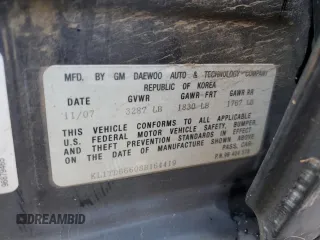 MFD. BY GM DAEWOO AUTO & TECHNOLOGY COMPANY
REPUBLIC OF KOREA
DATE GVWR GAWR FRT GAWR RR
11/07 3297 LB 1830 LB 1767 LB
THIS VEHICLE CONFORMS TO ALL APPLICABLE
U.S. FEDERAL MOTOR VEHICLE SAFETY, BUMPER,
AND THEFT PREVENTION STANDARDS IN EFFECT
ON THE DATE OF MANUFACTURE SHOWN ABOVE
PASS. CAR
P/N 96
DREAMBID